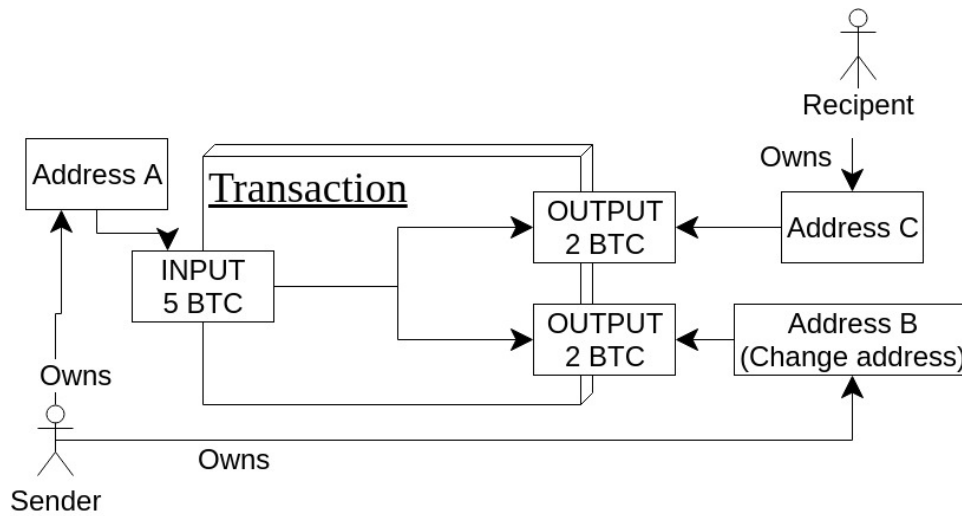 Recipent
Owns
Address A
Transaction
OUTPUT
2 BTC
Address C
INPUT
5 BTC
OUTPUT
2 BTC
Address B
(Change address)
Owns
Owns
Sender